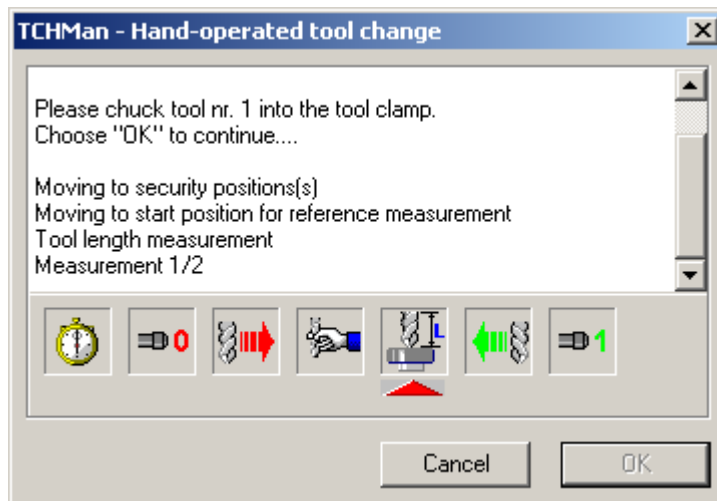 TCHMan - Hand-operated tool change
Please chuck tool nr. 1 into the tool clamp.
Choose "OK" to continue....
Moving to security positions(s)
Moving to start position for reference measurement
Tool length measurement
Measurement 1/2
0
L
1
Cancel
OK